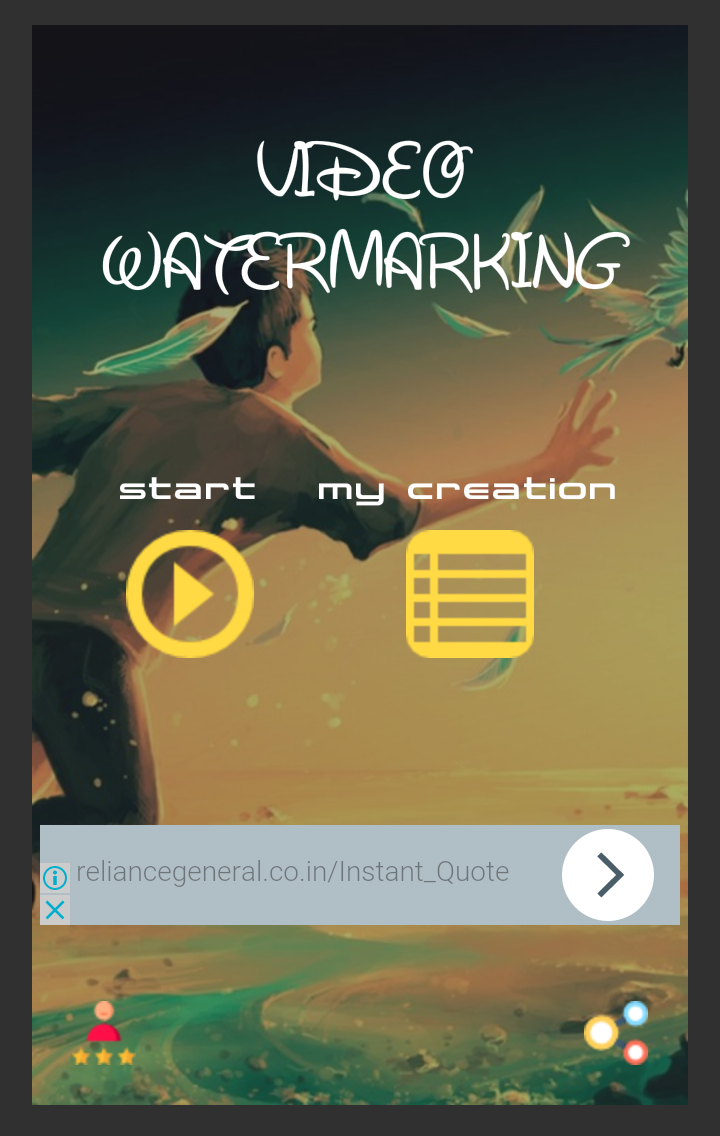 VIDEO
WATERMARKING
start my creation
reliancegeneral.co.in/Instant_Quote